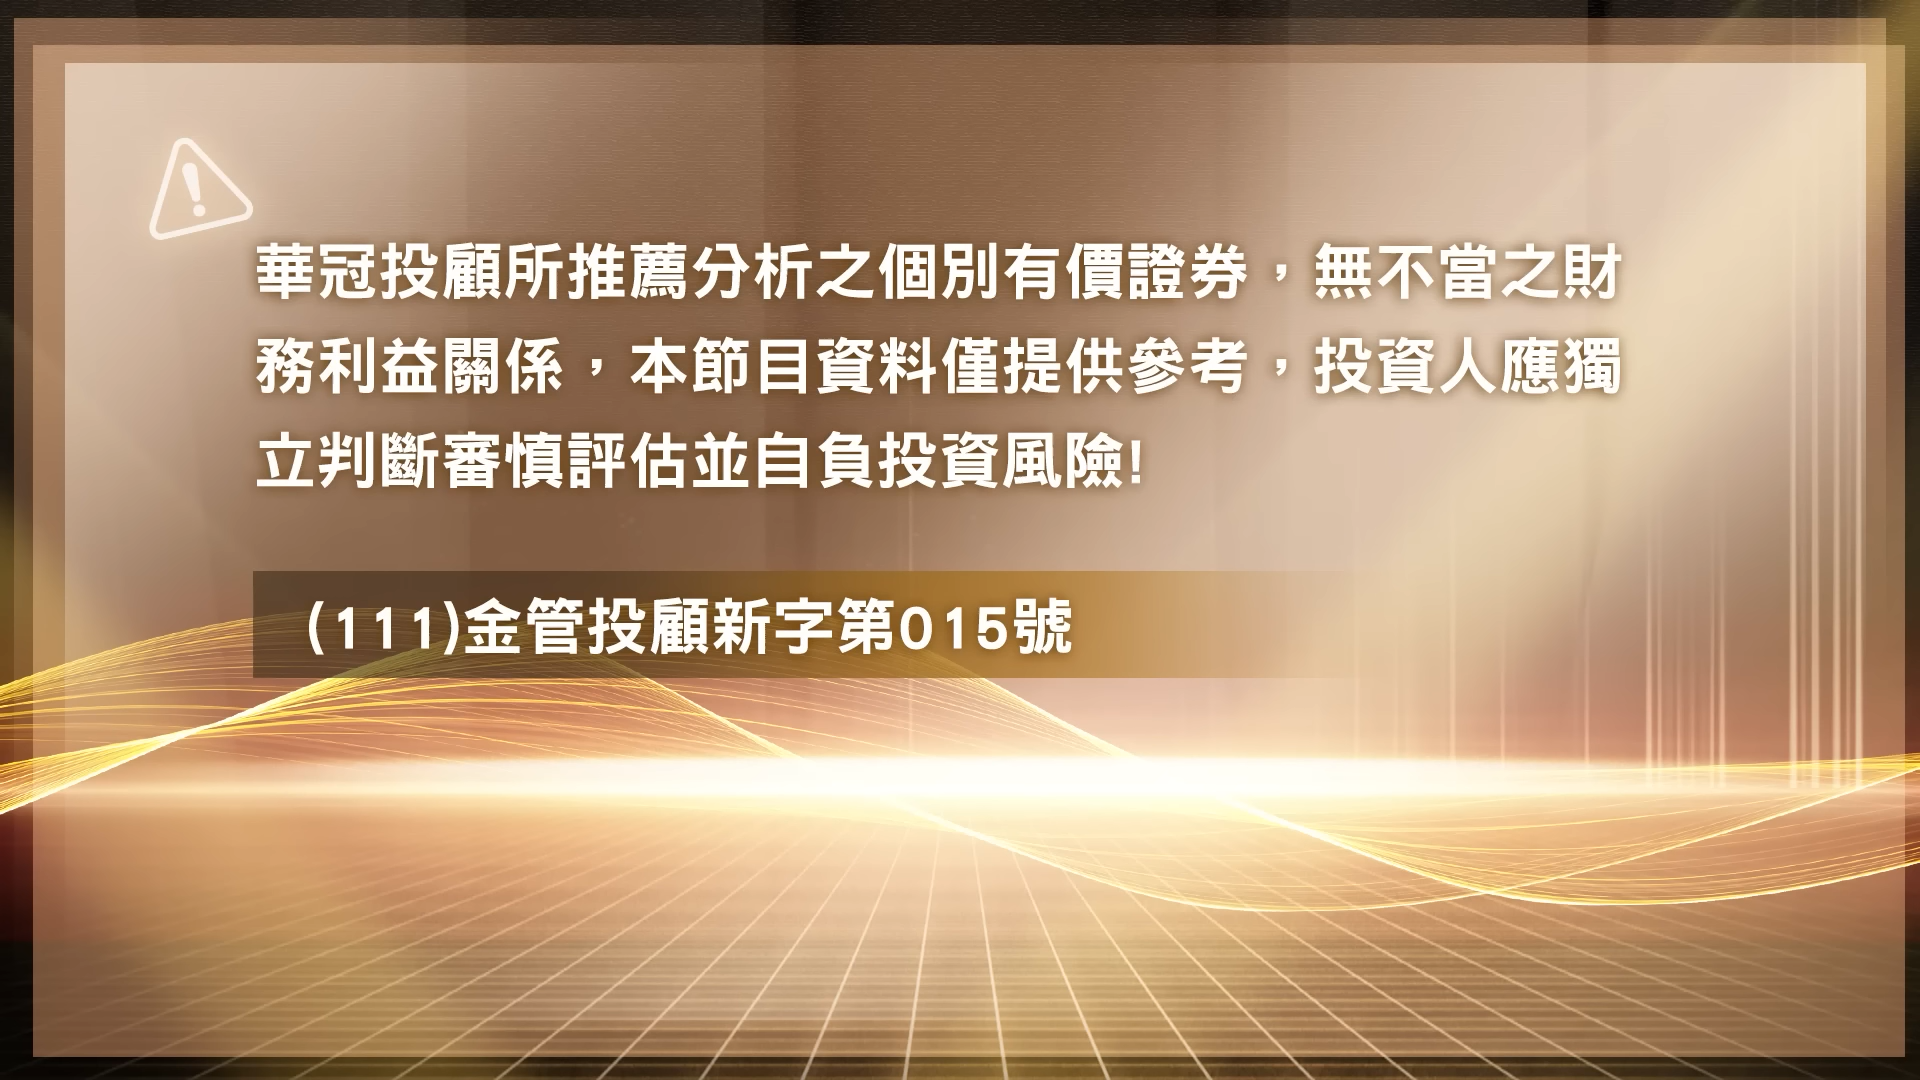 華冠投顧所推薦分析之個別有價證券，無不當之財
務利益關係，本節目資料僅提供參考，投資人應獨
立判斷審慎評估並自負投資風險!
(111)金管投顧新字第015號